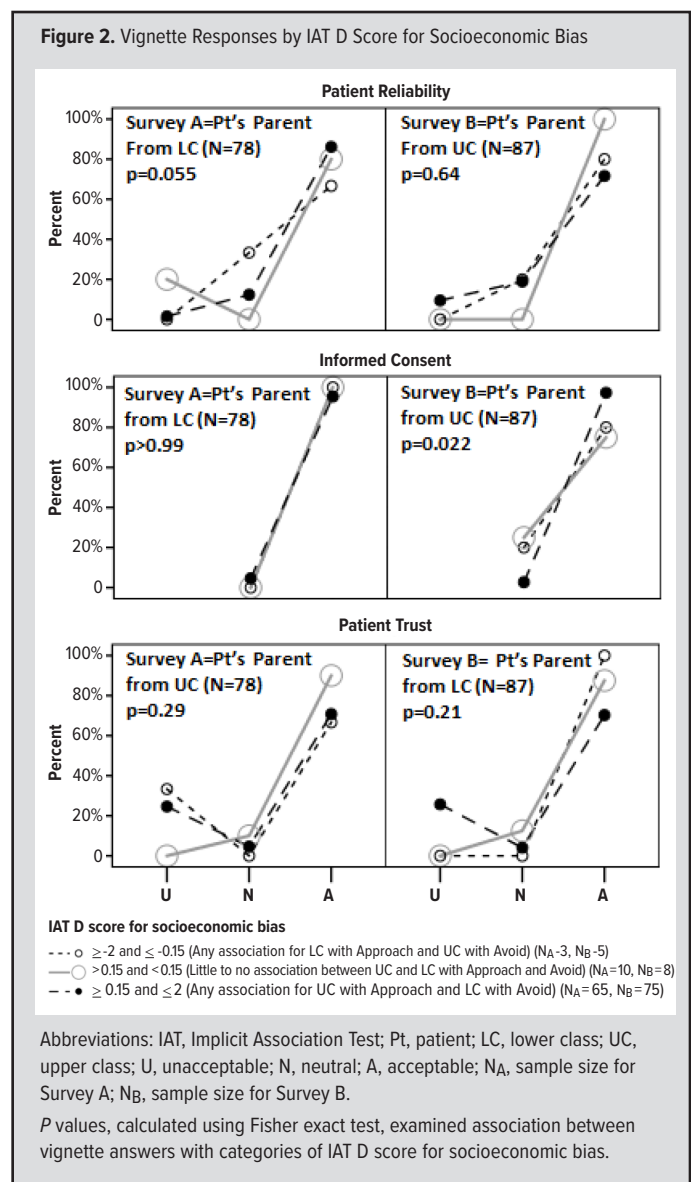 Figure 2. Vignette Responses by IAT D Score for Socioeconomic Bias
Patient Reliability
Percent
100%
80%
60%
40%
20%
0
Survey A=Pt's Parent
From LC (N=78)
p=0.055
Survey B=Pt's Parent
From UC (N=87)
p=0.64
Informed Consent
Percent
100%
80%
60%
40%
20%
0
Survey A=Pt's Parent
from LC (N=78)
p>0.99
Survey B=Pt's Parent
from UC (N=87)
p=0.022
Patient Trust
Percent
100%
80%
60%
40%
20%
0
Survey A=Pt's Parent
from UC (N=78)
p=0.29
Survey B= Pt's Parent
from LC (N=87)
p=0.21
U N A U N A
IAT D score for socioeconomic bias
≥-2 and ≤ -0.15 (Any association for LC with Approach and UC with Avoid) (NA-3, NB-5)
>0.15 and <0.15 (Little to no association between UC and LC with Approach and Avoid) (NA=10, NB=8)
≥ 0.15 and ≤2 (Any association for UC with Approach and LC with Avoid) (NA=65, NB=75)
Abbreviations: IAT, Implicit Association Test; Pt, patient; LC, lower class; UC,
upper class; U, unacceptable; N, neutral; A, acceptable; NA, sample size for
Survey A; NB, sample size for Survey B.
P values, calculated using Fisher exact test, examined association between
vignette answers with categories of IAT D score for socioeconomic bias.